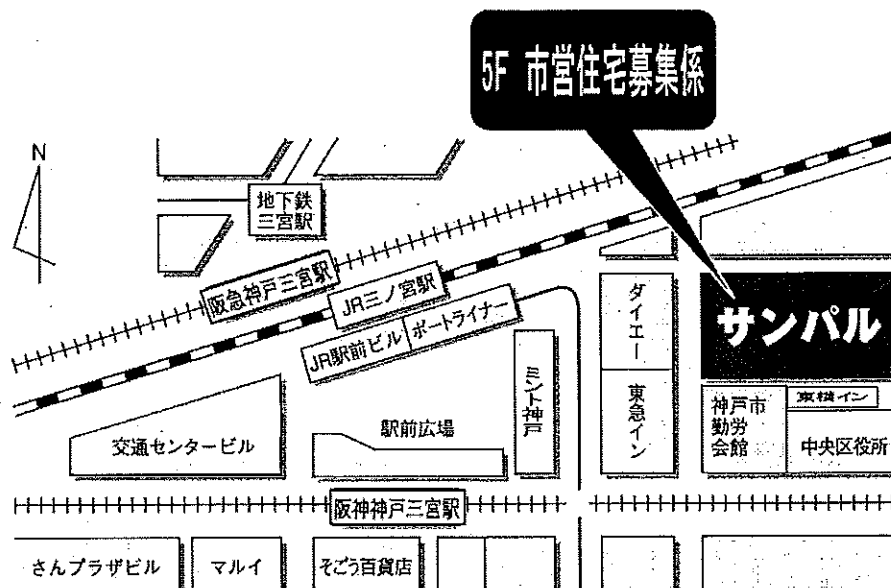 5F 市営住宅募集係
N
地下鉄
三宮駅
阪急神戸三宮駅
JR三ノ宮駅
JR駅前ビル
ポートライナー
ダイエー
サンパル
ミント神戸
東急イン
神戸市
勤労
会館
東横イン
中央区役所
交通センタービル
駅前広場
阪神神戸三宮駅
さんプラザビル
マルイ
そごう百貨店